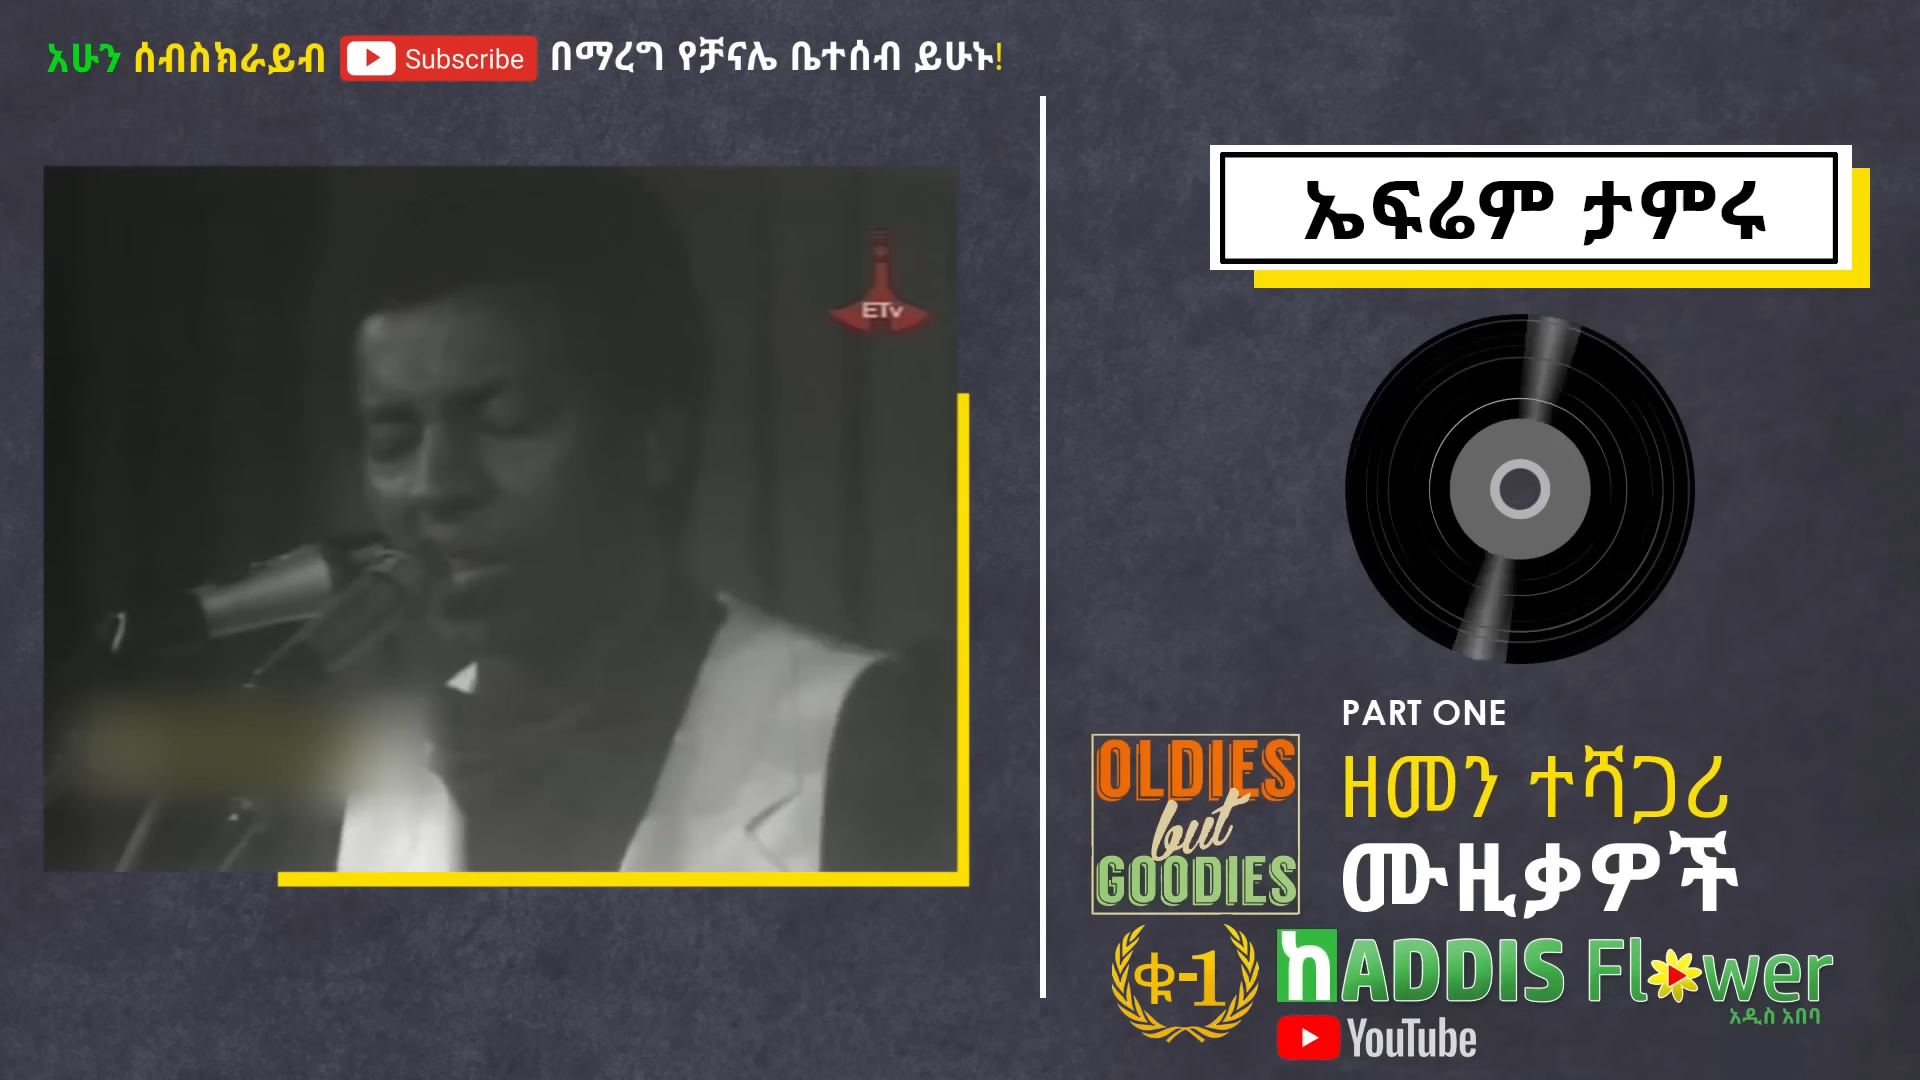 አሁን ሰብስክራይብ Subscribe በማረግ የቻናሌ ቤተሰብ ይሁኑ!
ETv
ኤፍሬም ታምሩ
PART ONE
ዘመን ተሻጋሪ
ሙዚቃዎች
OLDIES
but
GOODIES
ቁ-1
hADDIS Flower
አዲስ አበባ
YouTube